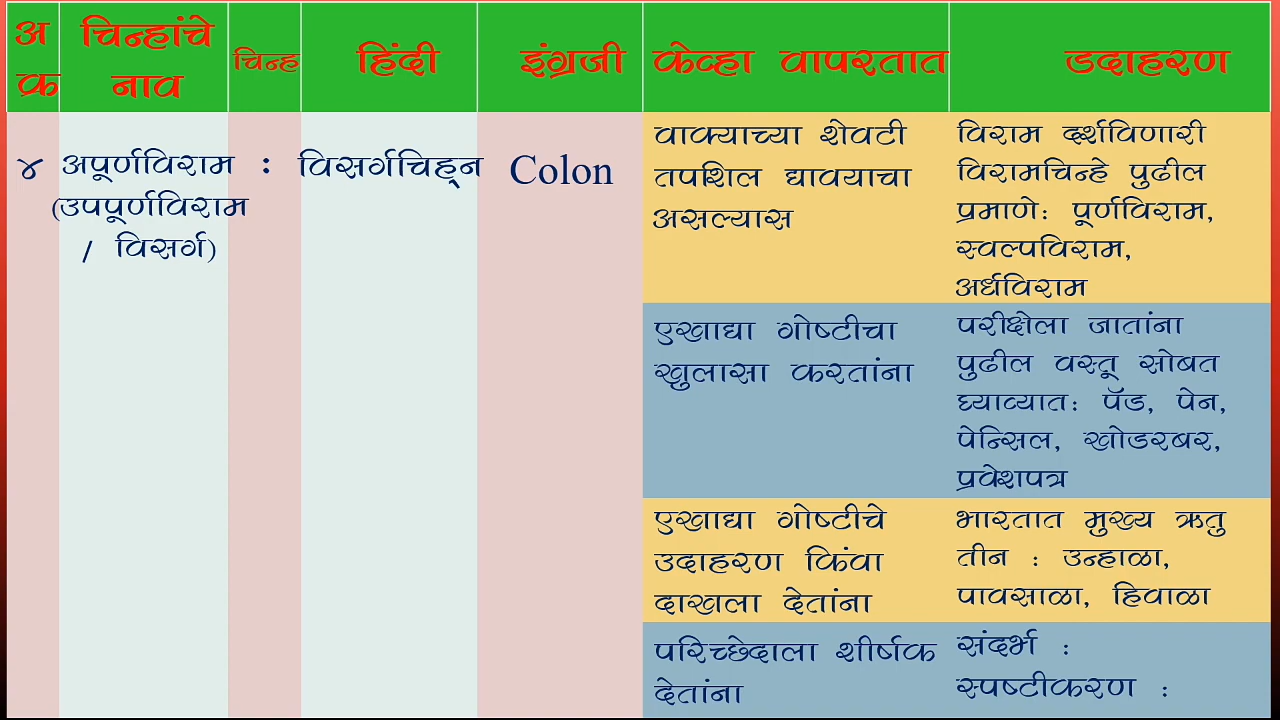 अ क्र
चिन्हांचे नाव
चिन्ह
हिंदी
इंग्रजी
केव्हा वापरतात
उदाहरण
४
अपूर्णविराम
(उपपूर्णविराम
/ विसर्ग)
:
विसर्गचिह्न
Colon
वाक्याच्या शेवटी
तपशिल द्यावयाचा
असल्यास
विराम दर्शविणारी
विरामचिन्हे पुढील
प्रमाणे: पूर्णविराम,
स्वल्पविराम,
अर्धविराम
एखाद्या गोष्टीचा
खुलासा करतांना
परीक्षेला जातांना
पुढील वस्तू सोबत
घ्याव्यात: पॅड, पेन,
पेन्सिल, खोडरबर,
प्रवेशपत्र
एखाद्या गोष्टीचे
उदाहरण किंवा
दाखला देतांना
भारतात मुख्य ऋतु
तीन : उन्हाळा,
पावसाळा, हिवाळा
परिच्छेदाला शीर्षक
देतांना
संदर्भ :
स्पष्टीकरण :